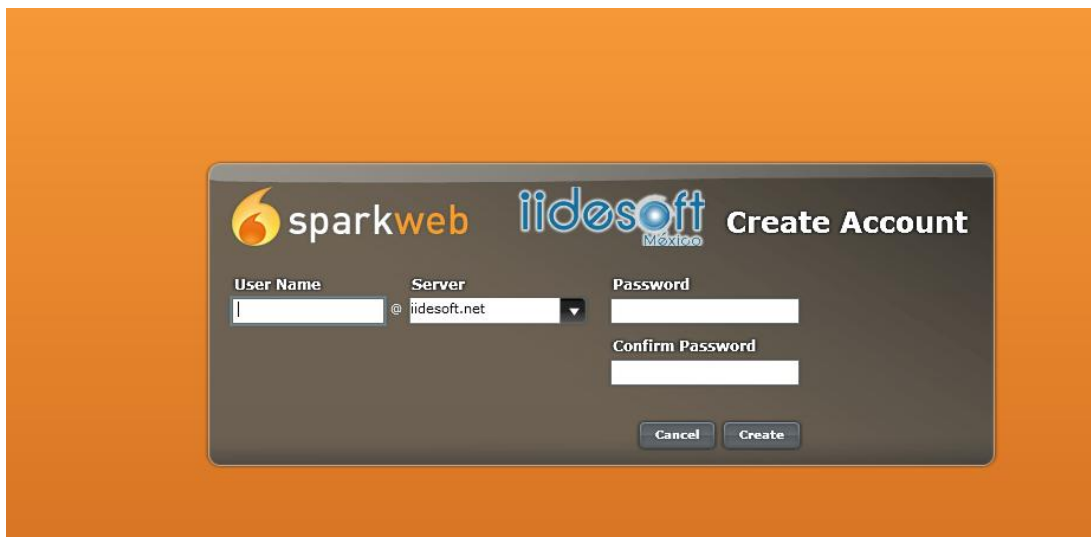 sparkweb iidesoft Create Account
México
User Name Server Password
@ iidesoft.net
Confirm Password
Cancel Create